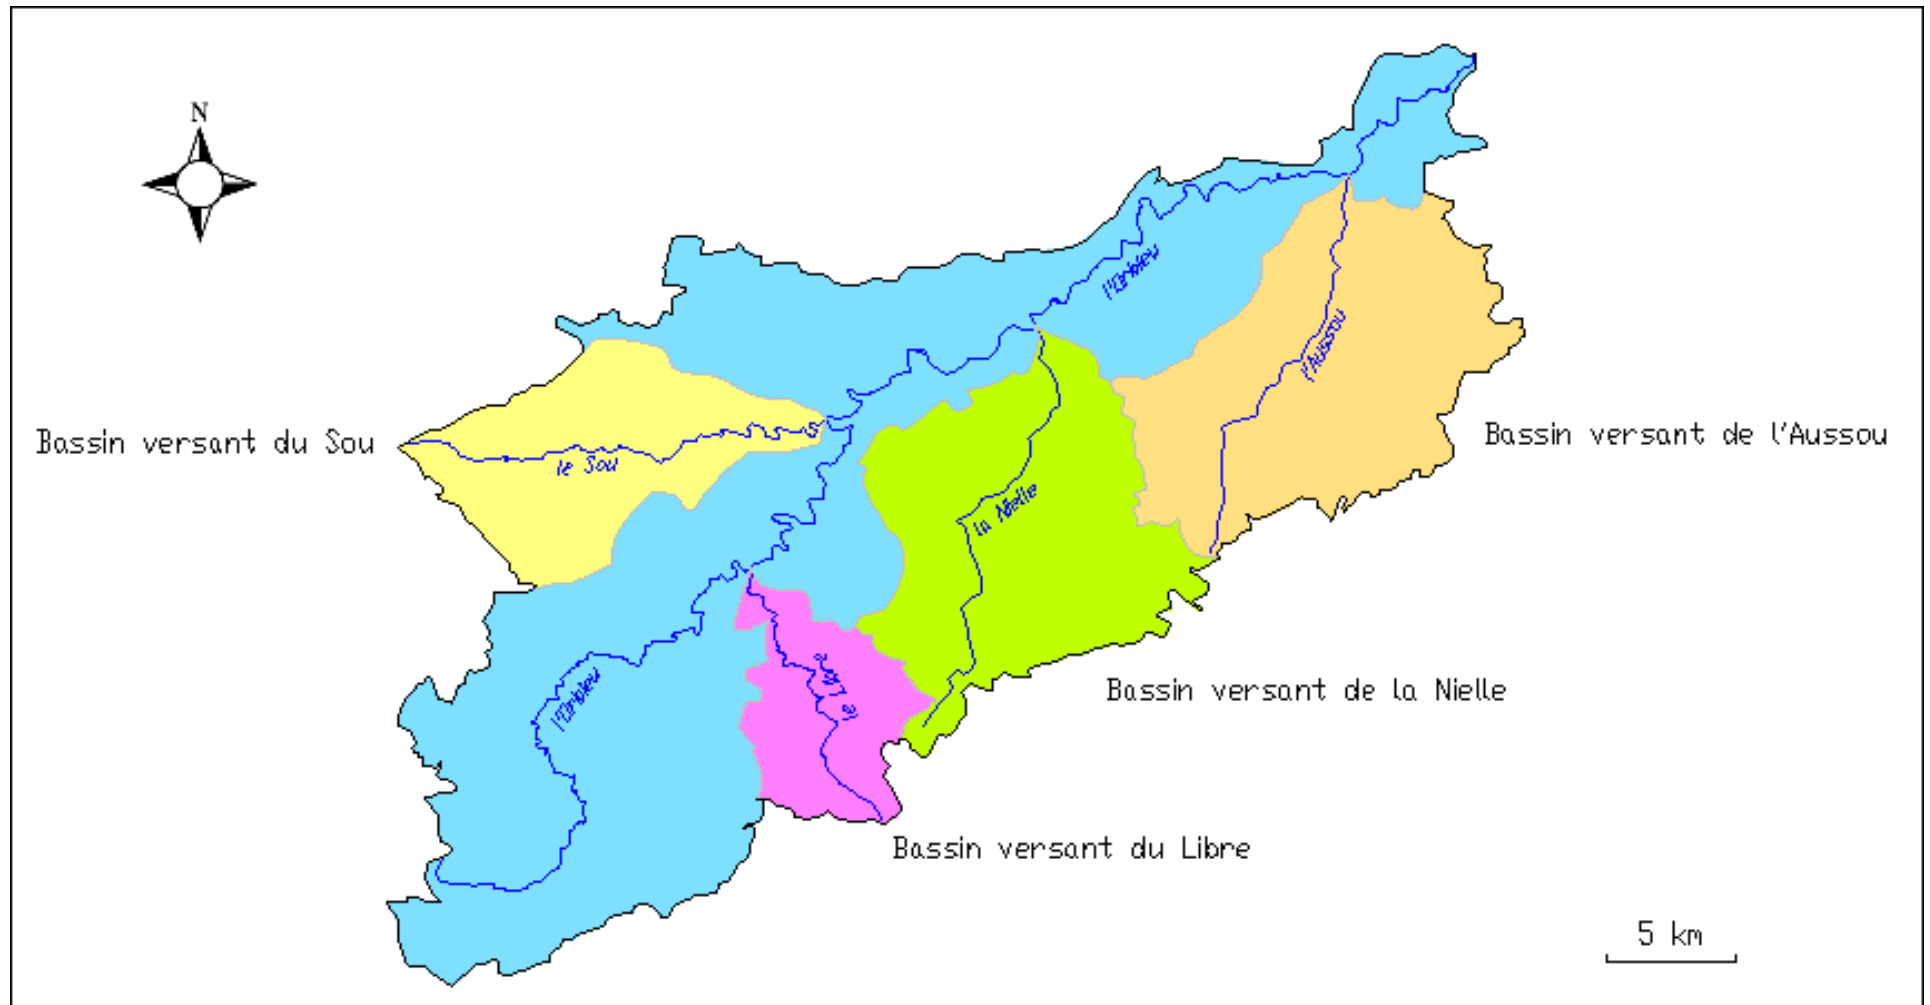 N
l'Orbieu
l'Aussou
Bassin versant du Sou
le Sou
Bassin versant de l'Aussou
la Nielle
l'Orbieu
le Libre
Bassin versant de la Nielle
Bassin versant du Libre
5 km